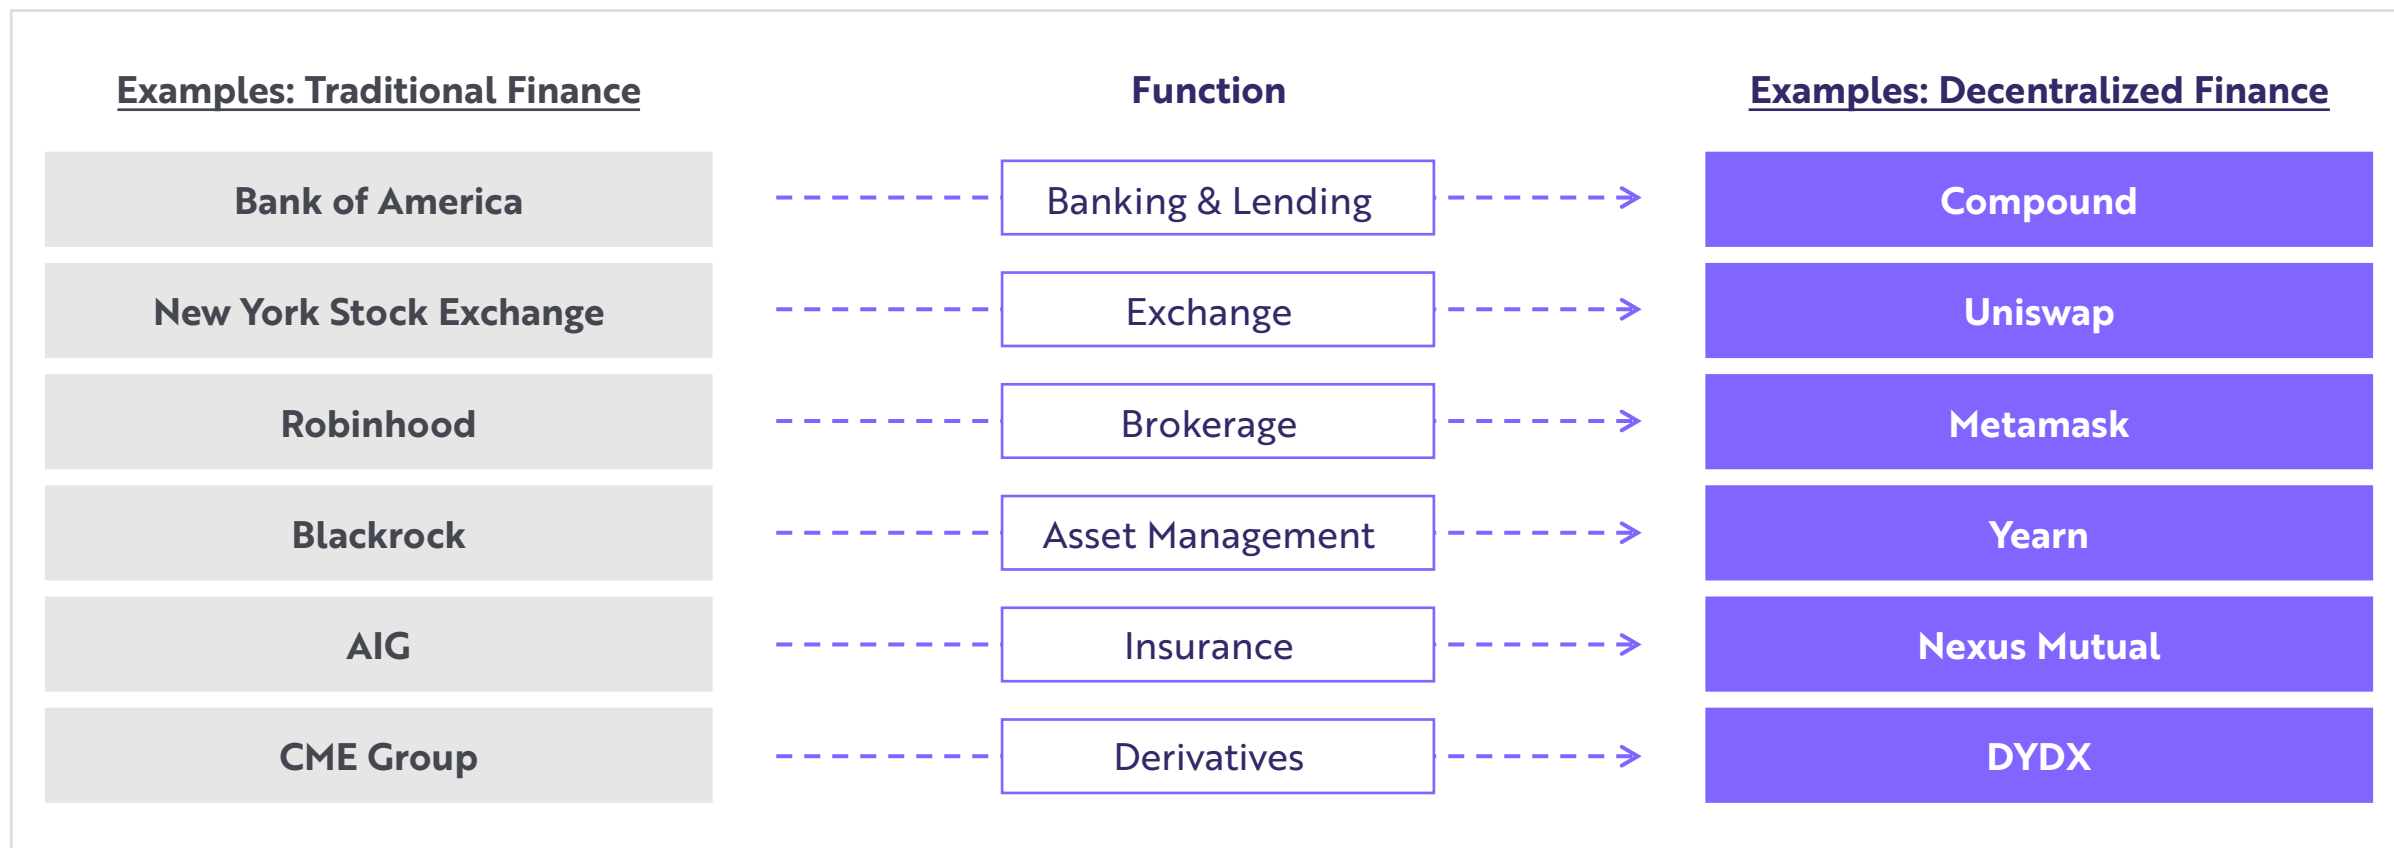 Examples: Traditional Finance
Function
Examples: Decentralized Finance
Bank of America
Banking & Lending
Compound
New York Stock Exchange
Exchange
Uniswap
Robinhood
Brokerage
Metamask
Blackrock
Asset Management
Yearn
AIG
Insurance
Nexus Mutual
CME Group
Derivatives
DYDX